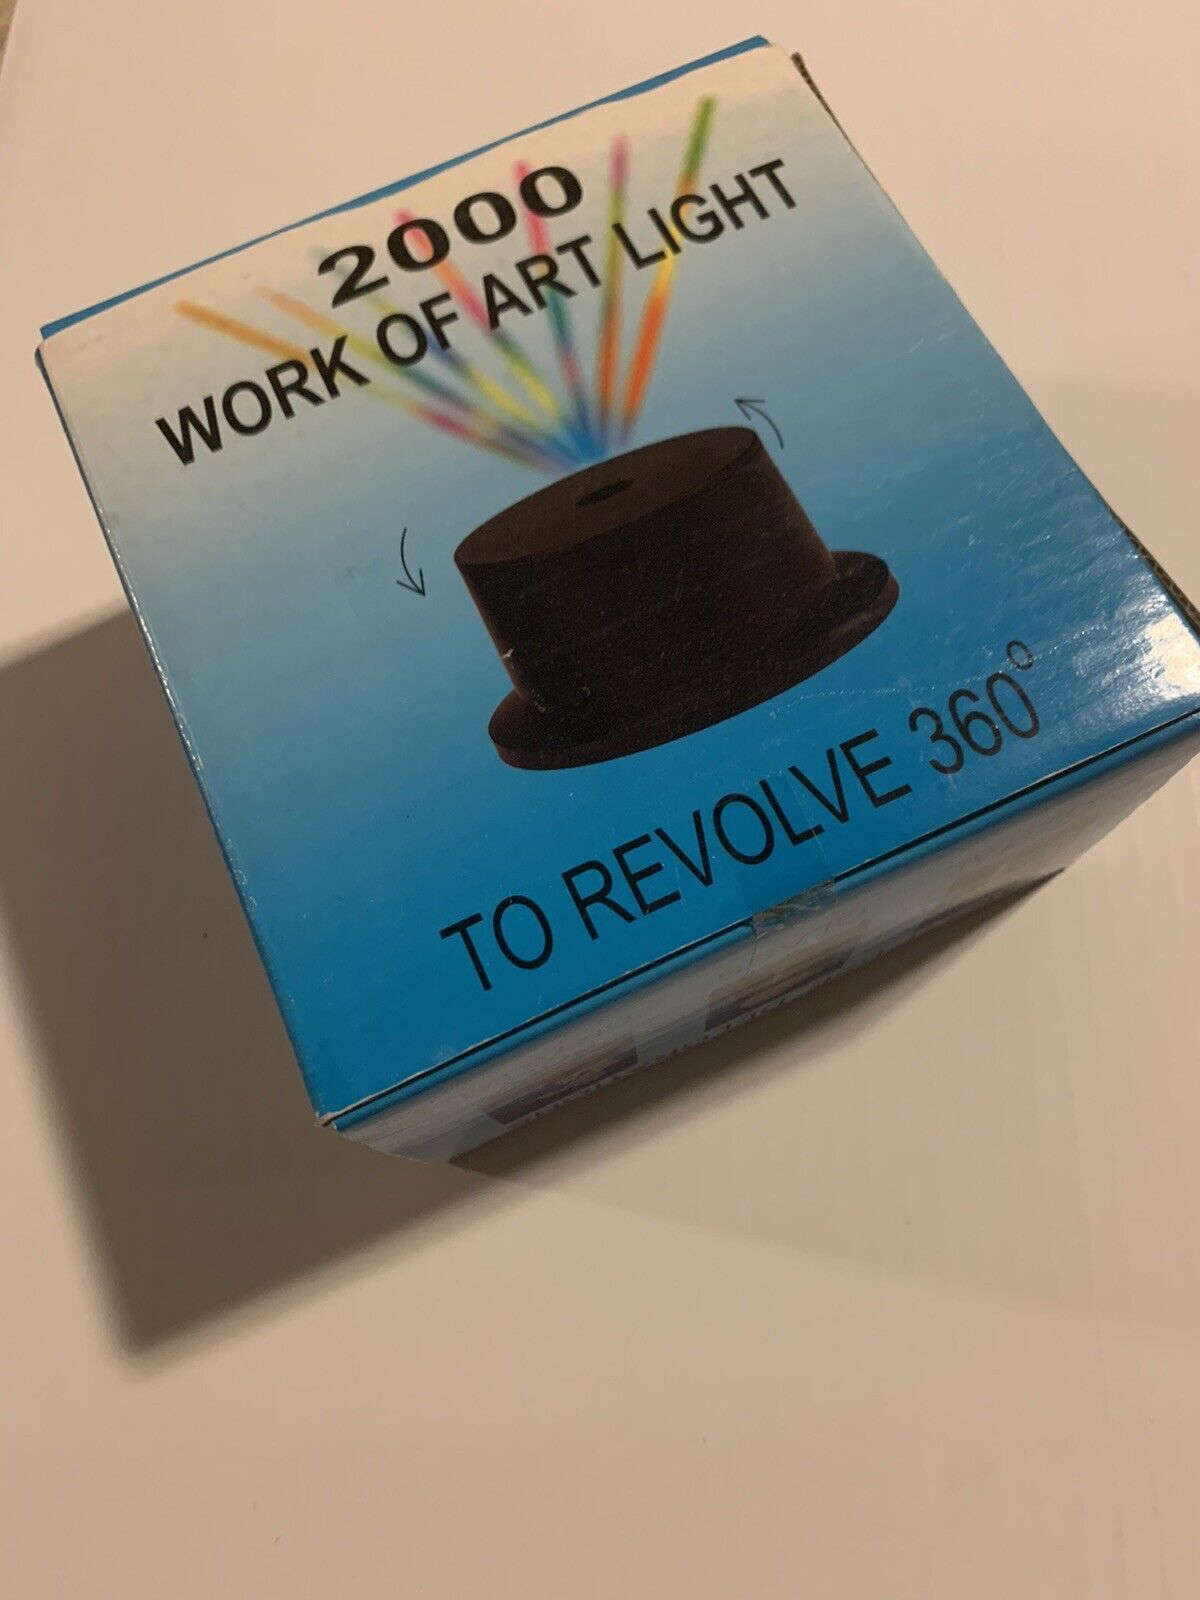 2000
WORK OF ART LIGHT
TO REVOLVE 360°